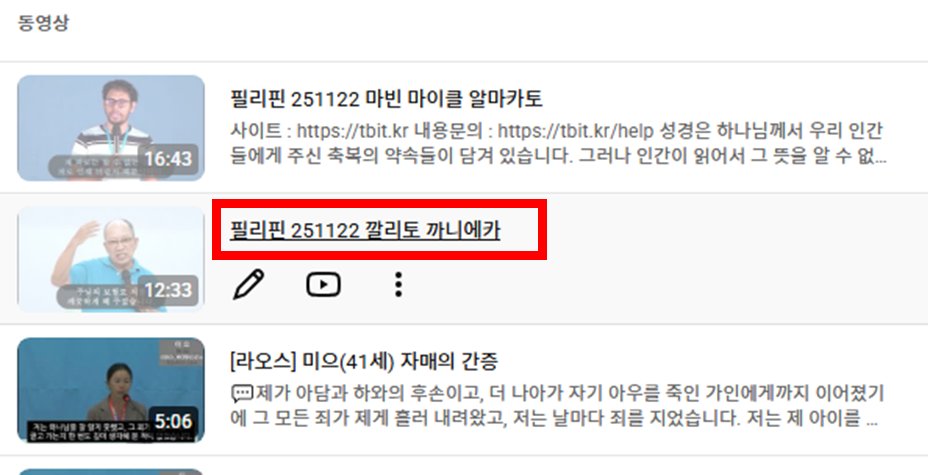 동영상
필리핀 251122 마빈 마이클 알마카토
사이트 : https://tbit.kr 내용문의 : https://tbit.kr/help 성경은 하나님께서 우리 인간
들에게 주신 축복의 약속들이 담겨 있습니다. 그러나 인간이 읽어서 그 뜻을 알 수 없...
16:43
필리핀 251122 깔리토 까니에카
12:33
[라오스] 미으(41세) 자매의 간증
💬제가 아담과 하와의 후손이고, 더 나아가 자기 아우를 죽인 가인에게까지 이어졌기
에 그 모든 죄가 제게 흘러 내려왔고, 저는 날마다 죄를 지었습니다. 저는 제 아이를 ...
5:06